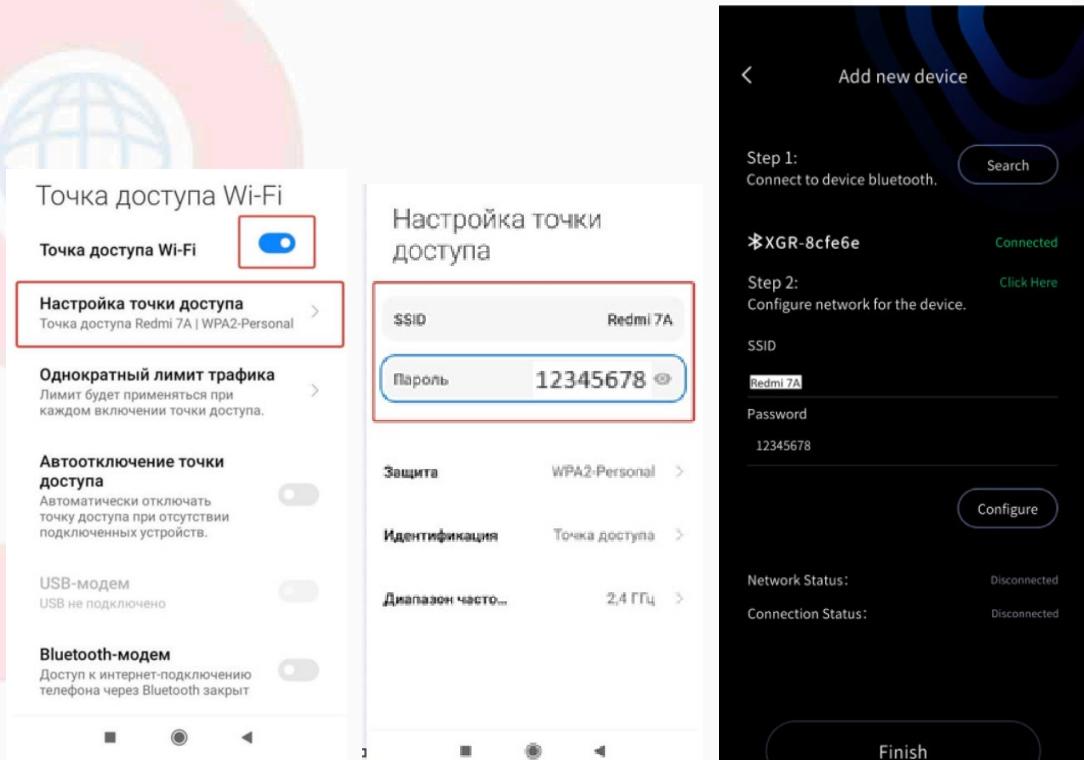 Точка доступа Wi-Fi
Точка доступа Wi-Fi
Настройка точки доступа
Точка доступа Redmi 7A | WPA2-Personal
Однократный лимит трафика
Лимит будет применяться при
каждом включении точки доступа.
Автоотключение точки
доступа
Автоматически отключать
точку доступа при отсутствии
подключенных устройств.
USB-модем
USB не подключено
Bluetooth-модем
Доступ к интернет-подключению
телефона через Bluetooth закрыт
Настройка точки
доступа
SSID Redmi 7A
Пароль 12345678
Защита WPA2-Personal
Идентификация Точка доступа
Диапазон часто... 2,4 ГГц
Add new device
Step 1:
Connect to device bluetooth.
Search
XGR-8cfe6e Connected
Step 2: Click Here
Configure network for the device.
SSID
Redmi 7A
Password
12345678
Configure
Network Status: Disconnected
Connection Status: Disconnected
Finish